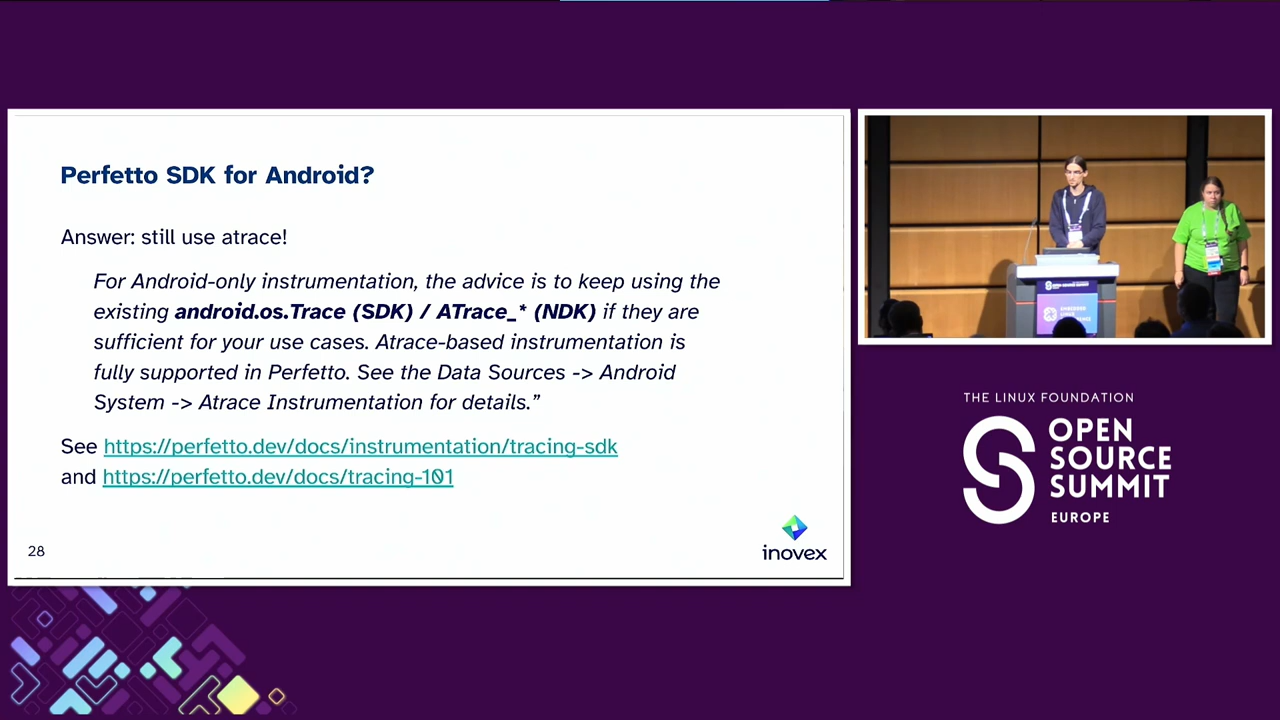 Perfetto SDK for Android?
Answer: still use atrace!
For Android-only instrumentation, the advice is to keep using the
existing android.os.Trace (SDK) / ATrace_* (NDK) if they are
sufficient for your use cases. Atrace-based instrumentation is
fully supported in Perfetto. See the Data Sources -> Android
System -> Atrace Instrumentation for details.”
See https://perfetto.dev/docs/instrumentation/tracing-sdk
and https://perfetto.dev/docs/tracing-101
28
inovex
THE LINUX FOUNDATION
OPEN
SOURCE
SUMMIT
EUROPE